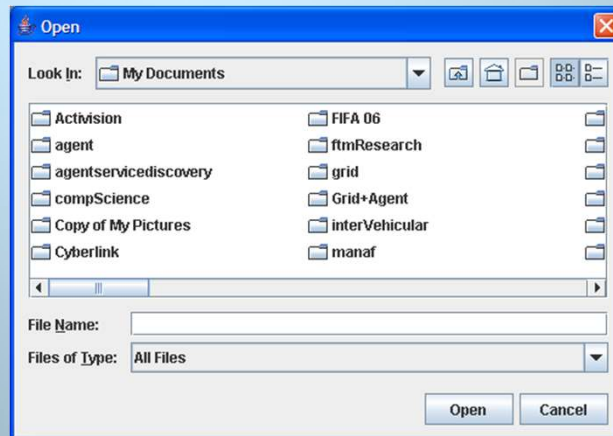 Open
Look In: My Documents
Activision FIFA 06
agent ftmResearch
agentservicediscovery grid
compScience Grid+Agent
Copy of My Pictures interVehicular
Cyberlink manaf
File Name:
Files of Type: All Files
Open Cancel